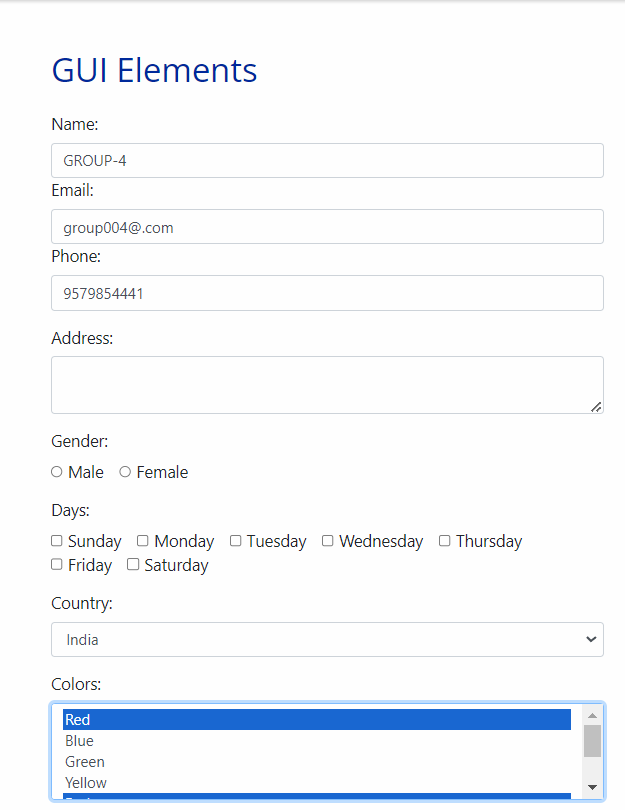 GUI Elements
Name:
GROUP-4
Email:
group004@.com
Phone:
9579854441
Address:
Gender:
Male Female
Days:
Sunday Monday Tuesday Wednesday Thursday
Friday Saturday
Country:
India
Colors:
Red
Blue
Green
Yellow